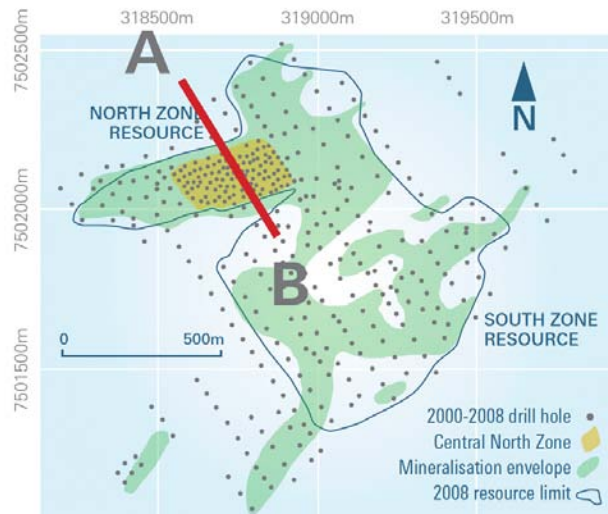 318500m 319000m 319500m
7502500m
A
N
NORTH ZONE
RESOURCE
7502000m
B
0 500m
SOUTH ZONE
RESOURCE
7501500m
2000-2008 drill hole
Central North Zone
Mineralisation envelope
2008 resource limit